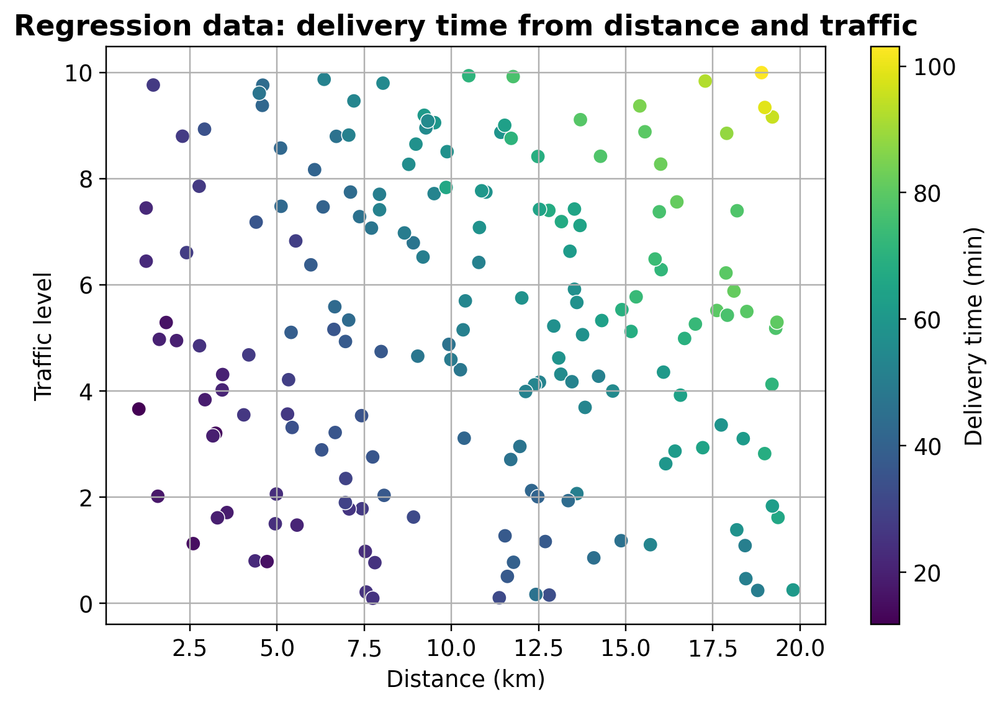 Regression data: delivery time from distance and traffic
10
8
6
4
2
0
Traffic level
2.5 5.0 7.5 10.0 12.5 15.0 17.5 20.0
Distance (km)
100
80
60
40
20
Delivery time (min)